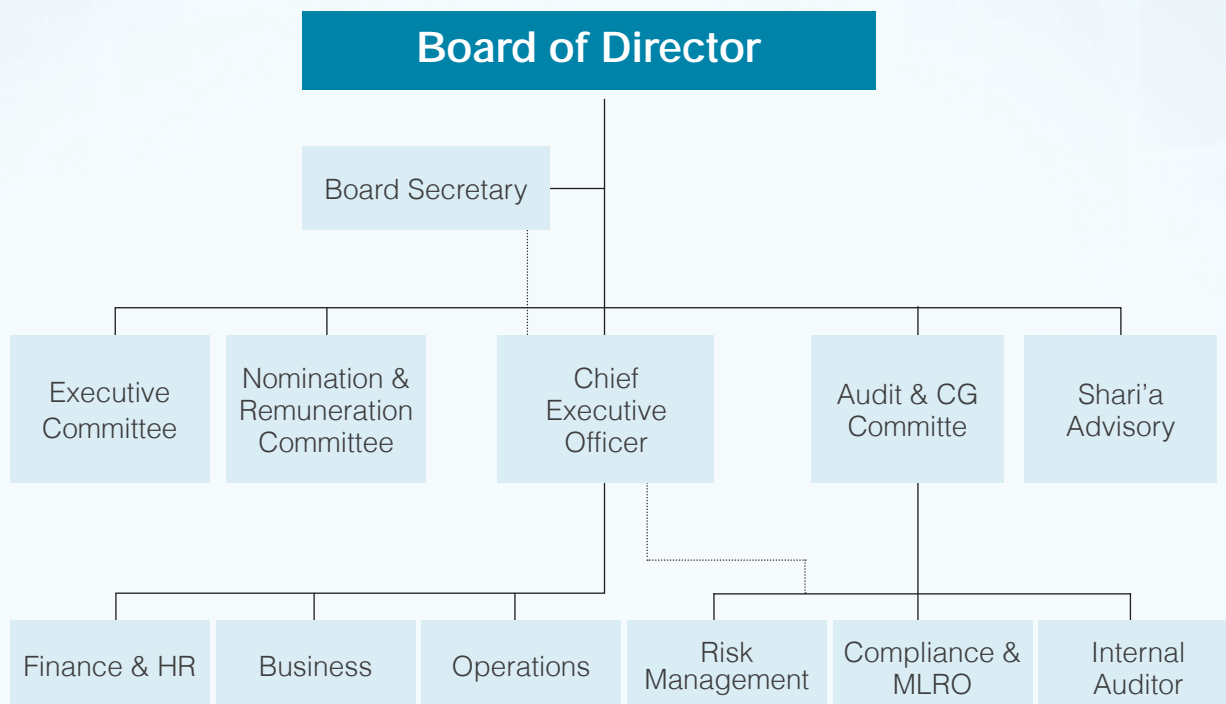 Board of Director
Board Secretary
Executive
Committee
Nomination &
Remuneration
Committee
Chief
Executive
Officer
Audit & CG
Committe
Shari'a
Advisory
Finance & HR
Business
Operations
Risk
Management
Compliance &
MLRO
Internal
Auditor